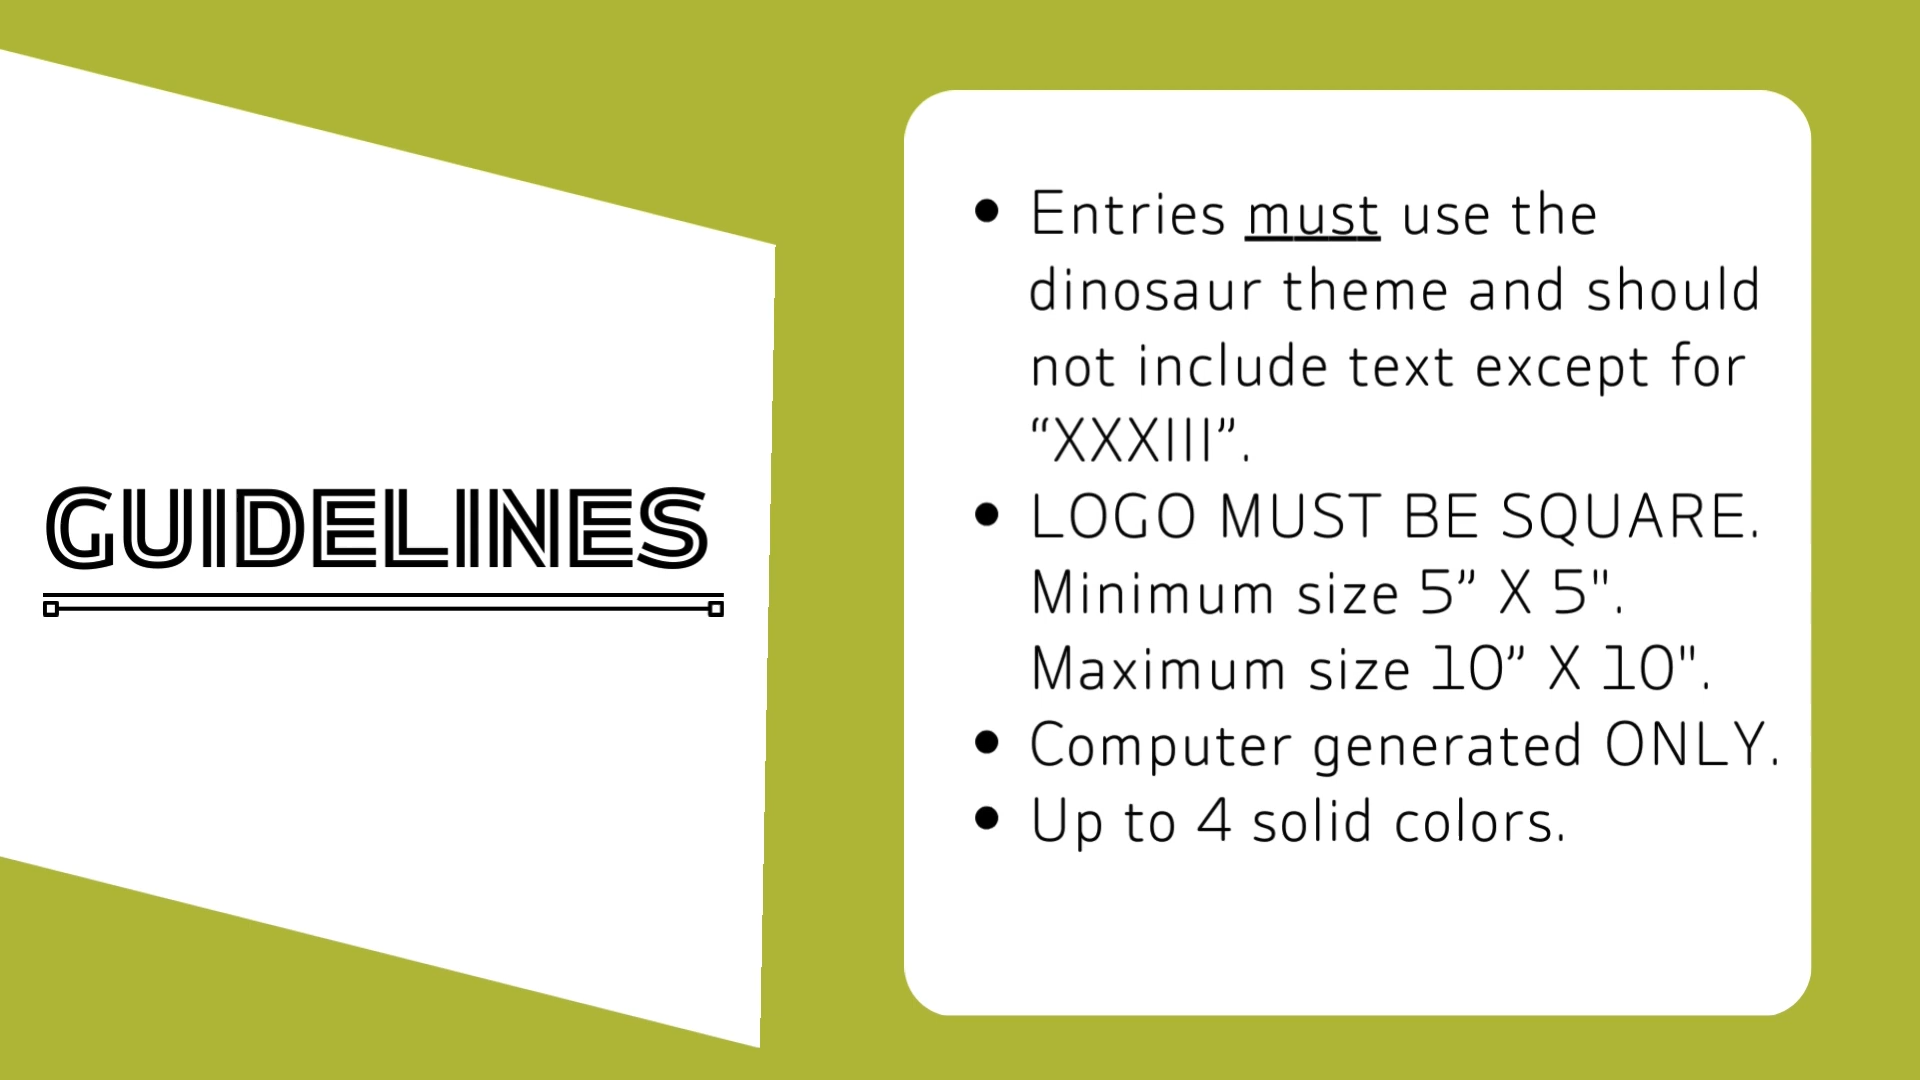 GUIDELINES
• Entries must use the
dinosaur theme and should
not include text except for
“XXXIII”.
• LOGO MUST BE SQUARE.
Minimum size 5” X 5".
Maximum size 10” X 10".
• Computer generated ONLY.
• Up to 4 solid colors.